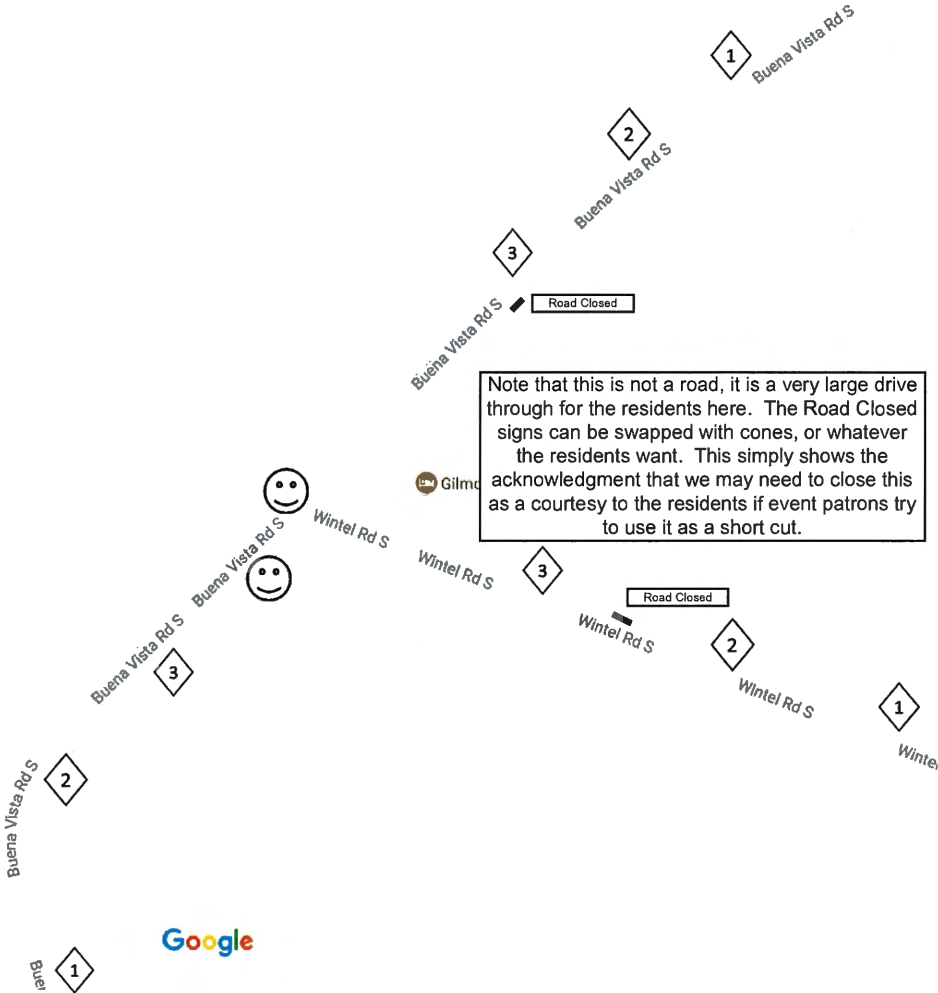 1
Buena Vista Rd S
2
Buena Vista Rd S
3
Road Closed
Buena Vista Rd S
Note that this is not a road, it is a very large drive
through for the residents here. The Road Closed
signs can be swapped with cones, or whatever
the residents want. This simply shows the
acknowledgment that we may need to close this
as a courtesy to the residents if event patrons try
to use it as a short cut.
Gilmo
Wintel Rd S
Buena Vista Rd S
Wintel Rd S
3
Road Closed
Wintel Rd S
2
Buena Vista Rd S
3
Wintel Rd S
1
Wintel
2
Buena Vista Rd S
Google
1
Buen